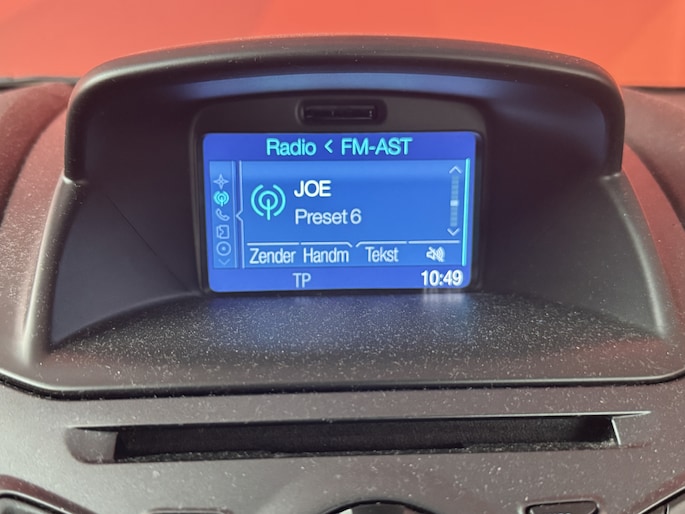 Radio < FM-AST
JOE
Preset 6
Zender Handm Tekst
TP 10:49